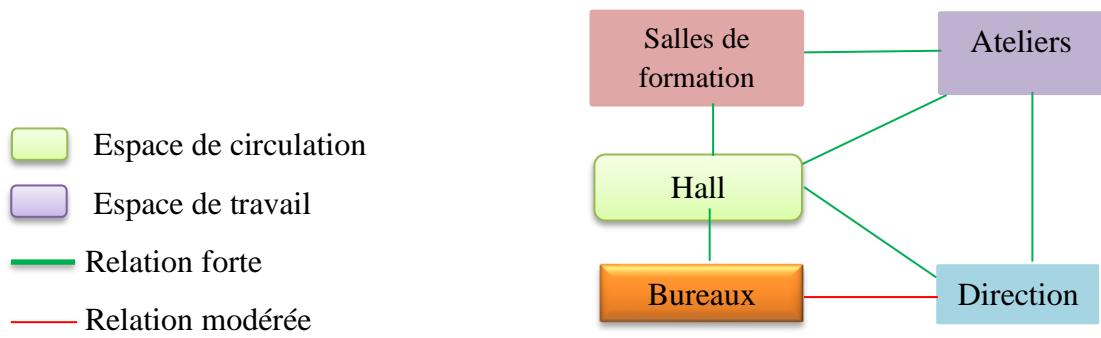 Salles de
formation
Ateliers
Espace de circulation
Hall
Espace de travail
Relation forte
Bureaux
Direction
Relation modérée